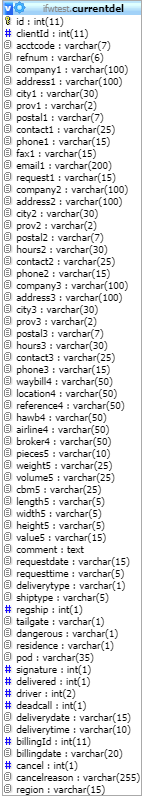 ifwtest.currentdel
id : int(11)
clientId : int(11)
acctcode : varchar(7)
refnum : varchar(6)
company1 : varchar(100)
address1 : varchar(100)
city1 : varchar(30)
prov1 : varchar(2)
postal1 : varchar(7)
contact1 : varchar(25)
phone1 : varchar(15)
fax1 : varchar(15)
email1 : varchar(200)
request1 : varchar(15)
company2 : varchar(100)
address2 : varchar(100)
city2 : varchar(30)
prov2 : varchar(2)
postal2 : varchar(7)
hours2 : varchar(30)
contact2 : varchar(25)
phone2 : varchar(15)
company3 : varchar(100)
address3 : varchar(100)
city3 : varchar(30)
prov3 : varchar(2)
postal3 : varchar(7)
hours3 : varchar(30)
contact3 : varchar(25)
phone3 : varchar(15)
waybill4 : varchar(50)
location4 : varchar(50)
reference4 : varchar(50)
hawb4 : varchar(50)
airline4 : varchar(50)
broker4 : varchar(50)
pieces5 : varchar(10)
weight5 : varchar(25)
volume5 : varchar(25)
cbm5 : varchar(25)
length5 : varchar(5)
width5 : varchar(5)
height5 : varchar(5)
value5 : varchar(15)
comment : text
requestdate : varchar(15)
requesttime : varchar(5)
deliverytype : varchar(1)
shiptype : varchar(5)
regship : int(1)
tailgate : varchar(1)
dangerous : varchar(1)
residence : varchar(1)
pod : varchar(35)
signature : int(1)
delivered : int(1)
driver : int(2)
deadcall : int(1)
deliverydate : varchar(15)
deliverytime : varchar(10)
billingId : int(11)
billingdate : varchar(20)
cancel : int(1)
cancelreason : varchar(255)
region : varchar(15)